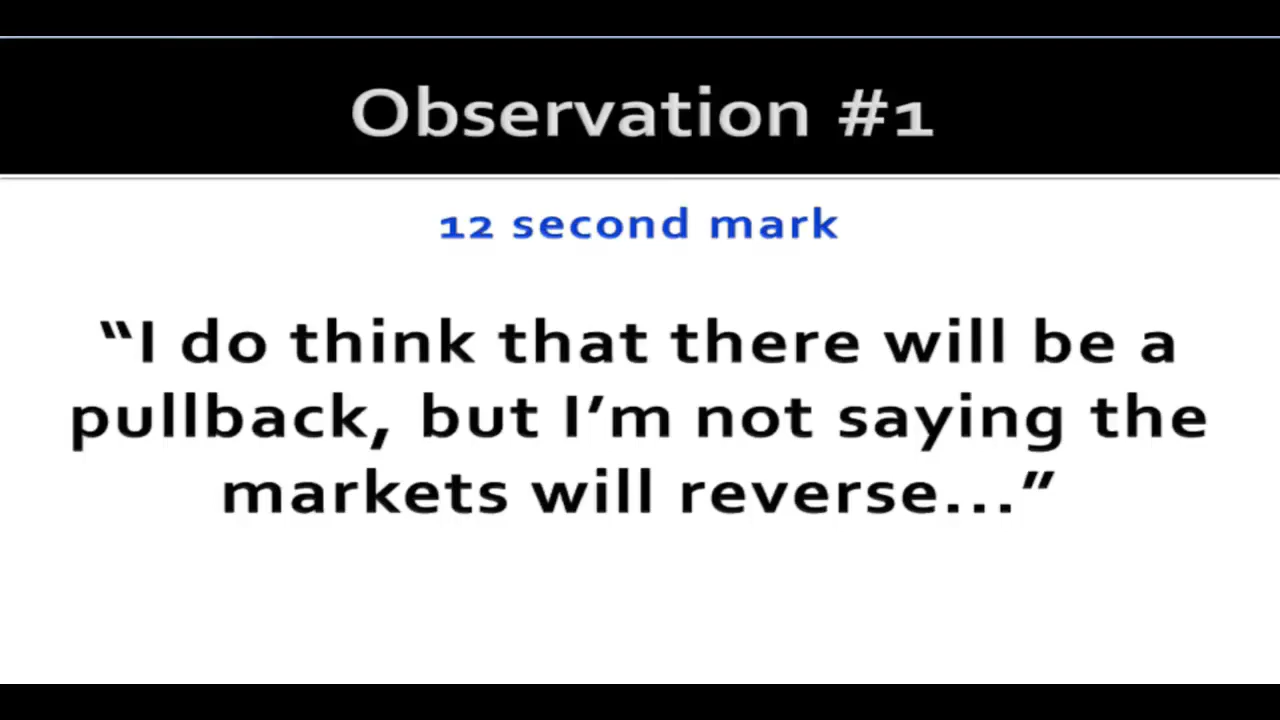 Observation #1
12 second mark
“I do think that there will be a
pullback, but I’m not saying the
markets will reverse...”